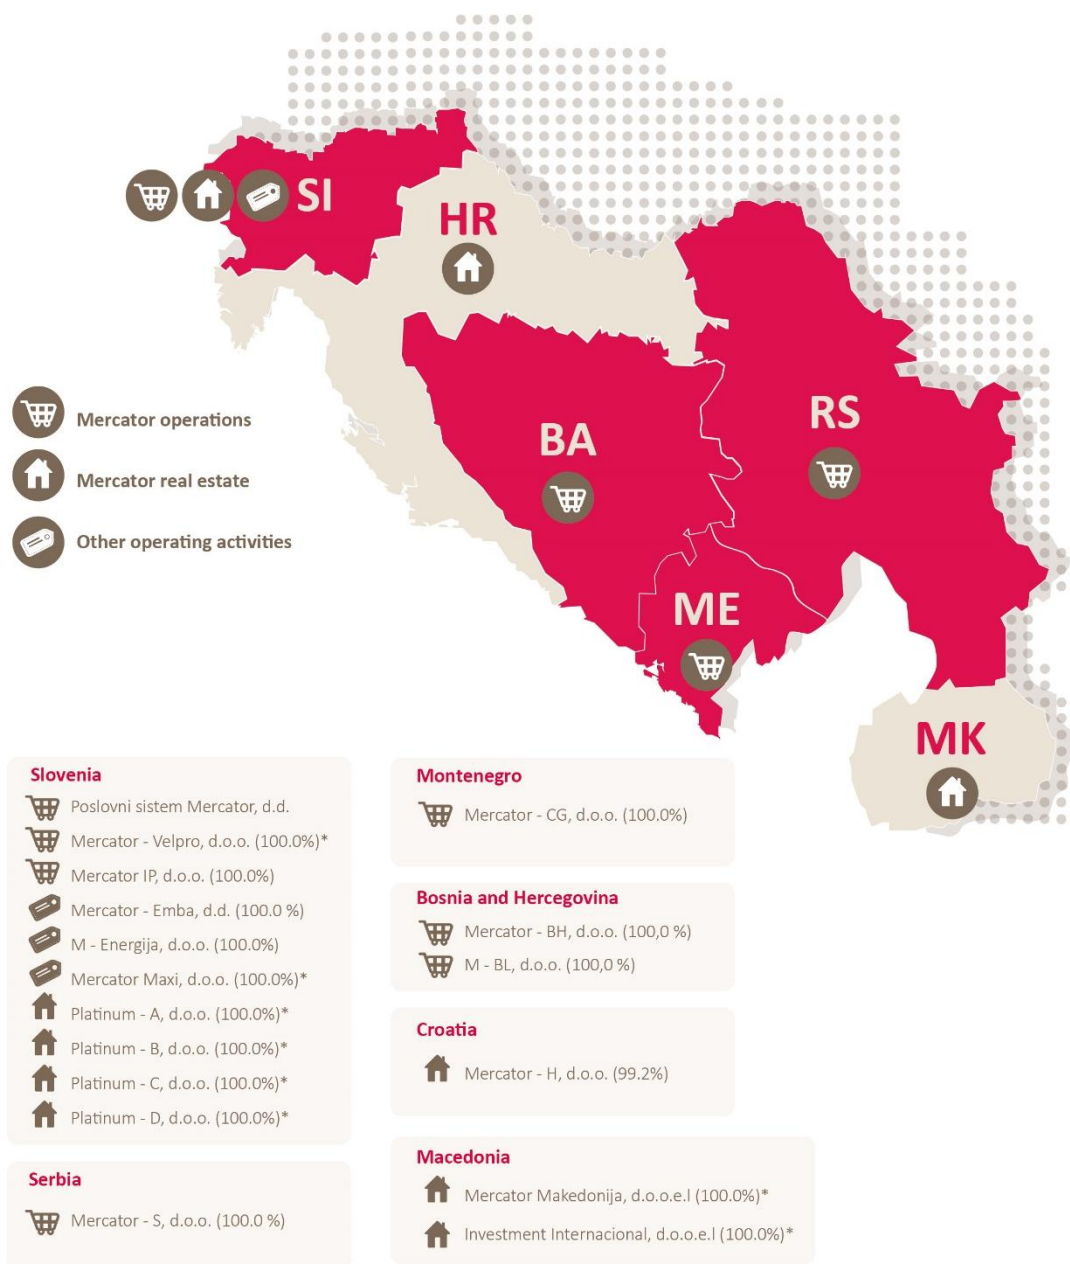 SI
HR
BA
RS
ME
MK
Mercator operations
Mercator real estate
Other operating activities
Slovenia
Poslovni sistem Mercator, d.d.
Mercator - Velpro, d.o.o. (100.0%)*
Mercator IP, d.o.o. (100.0%)
Mercator - Emba, d.d. (100.0 %)
M - Energija, d.o.o. (100.0%)
Mercator Maxi, d.o.o. (100.0%)*
Platinum - A, d.o.o. (100.0%)*
Platinum - B, d.o.o. (100.0%)*
Platinum - C, d.o.o. (100.0%)*
Platinum - D, d.o.o. (100.0%)*
Serbia
Mercator - S, d.o.o. (100.0 %)
Montenegro
Mercator - CG, d.o.o. (100.0%)
Bosnia and Hercegovina
Mercator - BH, d.o.o. (100,0 %)
M - BL, d.o.o. (100,0 %)
Croatia
Mercator - H, d.o.o. (99.2%)
Macedonia
Mercator Makedonija, d.o.o.e.l (100.0%)*
Investment Internacional, d.o.o.e.l (100.0%)*